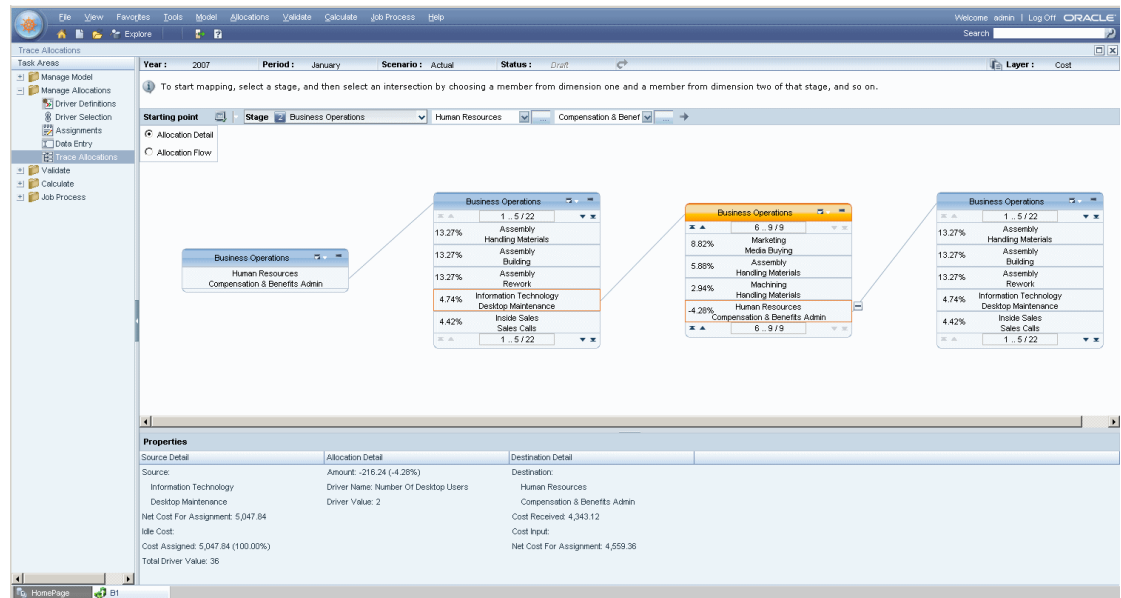 File View Favorites Tools Model Allocations Validate Calculate Job Process Help Welcome admin | Log Off ORACLE
Explore Search
Trace Allocations
Task Areas
Manage Model
Manage Allocations
Driver Definitions
Driver Selection
Assignments
Data Entry
Trace Allocations
Validate
Calculate
Job Process
Year : 2007 Period : January Scenario : Actual Status : Draft Layer : Cost
To start mapping, select a stage, and then select an intersection by choosing a member from dimension one and a member from dimension two of that stage, and so on.
Starting point Stage Business Operations Human Resources ... Compensation & Benef ...
Allocation Detail
Allocation Flow
Business Operations
Human Resources
Compensation & Benefits Admin
Business Operations
1 .. 5 / 22
13.27% Assembly
Handling Materials
13.27% Assembly
Building
13.27% Assembly
Rework
4.74% Information Technology
Desktop Maintenance
4.42% Inside Sales
Sales Calls
1 .. 5 / 22
Business Operations
6 .. 9 / 9
8.82% Marketing
Media Buying
5.88% Assembly
Handling Materials
2.94% Machining
Handling Materials
-4.28% Human Resources
Compensation & Benefits Admin
6 .. 9 / 9
Business Operations
1 .. 5 / 22
13.27% Assembly
Handling Materials
13.27% Assembly
Building
13.27% Assembly
Rework
4.74% Information Technology
Desktop Maintenance
4.42% Inside Sales
Sales Calls
1 .. 5 / 22
Properties
Source Detail Allocation Detail Destination Detail
Source: Amount: -216.24 (-4.28%) Destination:
Information Technology Driver Name: Number Of Desktop Users Human Resources
Desktop Maintenance Driver Value: 2 Compensation & Benefits Admin
Net Cost For Assignment: 5,047.84 Cost Received: 4,343.12
Idle Cost: Cost Input:
Cost Assigned: 5,047.84 (100.00%) Net Cost For Assignment: 4,559.36
Total Driver Value: 36
HomePage B1